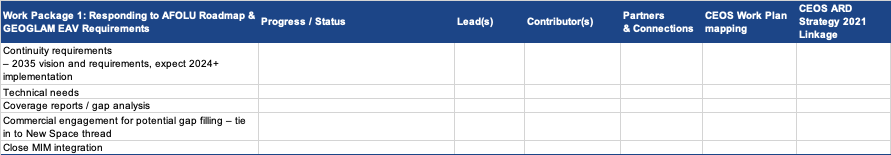 Work Package 1: Responding to AFOLU Roadmap &
GEOGLAM EAV Requirements
Progress / Status
Lead(s)
Contributor(s)
Partners
& Connections
CEOS Work Plan
mapping
CEOS ARD
Strategy 2021
Linkage
Continuity requirements
– 2035 vision and requirements, expect 2024+
implementation
Technical needs
Coverage reports / gap analysis
Commercial engagement for potential gap filling – tie
in to New Space thread
Close MIM integration